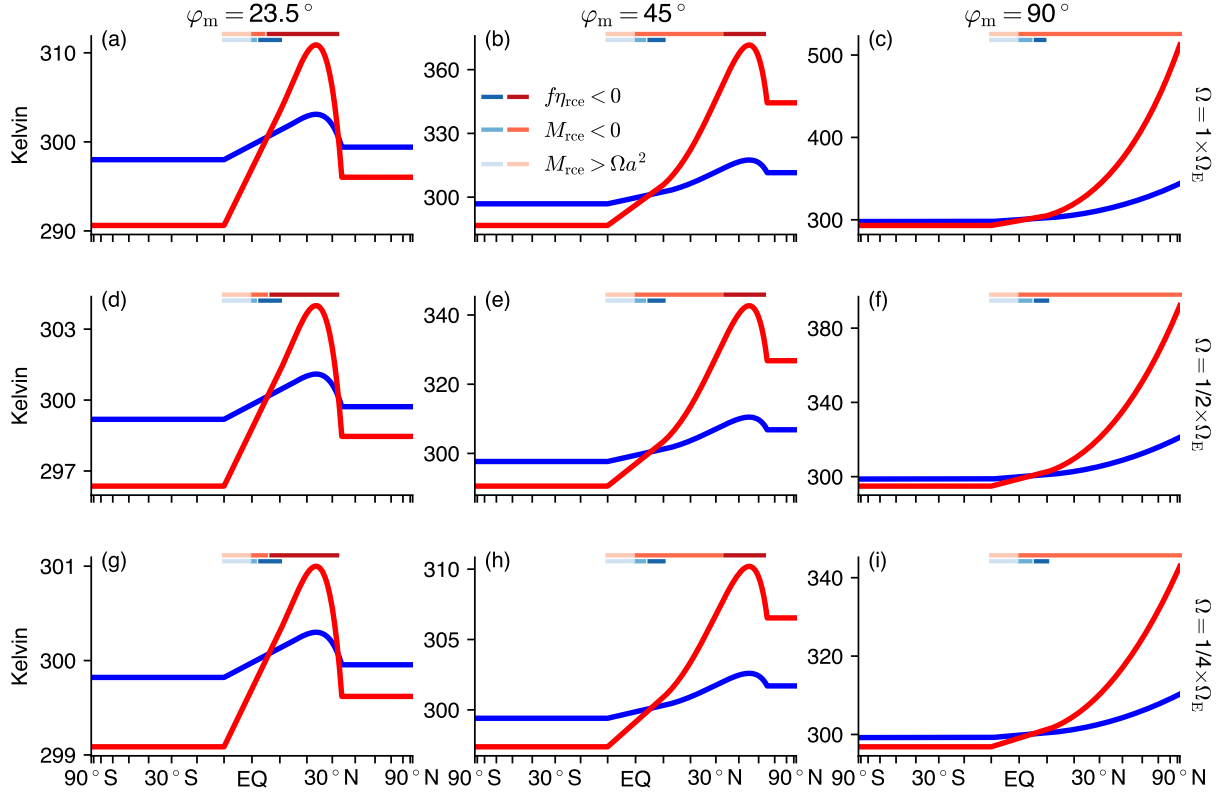 φm = 23.5° φm = 45° φm = 90°
(a) (b) (c)
310
300
290
Kelvin
360
330
300
fηrce < 0
Mrce < 0
Mrce > Ωa²
500
400
300
Ω = 1×ΩE
(d) (e) (f)
303
300
297
Kelvin
340
320
300
380
340
300
Ω = 1/2×ΩE
(g) (h) (i)
301
300
299
Kelvin
310
305
300
340
320
300
Ω = 1/4×ΩE
90°S 30°S EQ 30°N 90°N
90°S 30°S EQ 30°N
90°S 30°S EQ 30°N 90°N